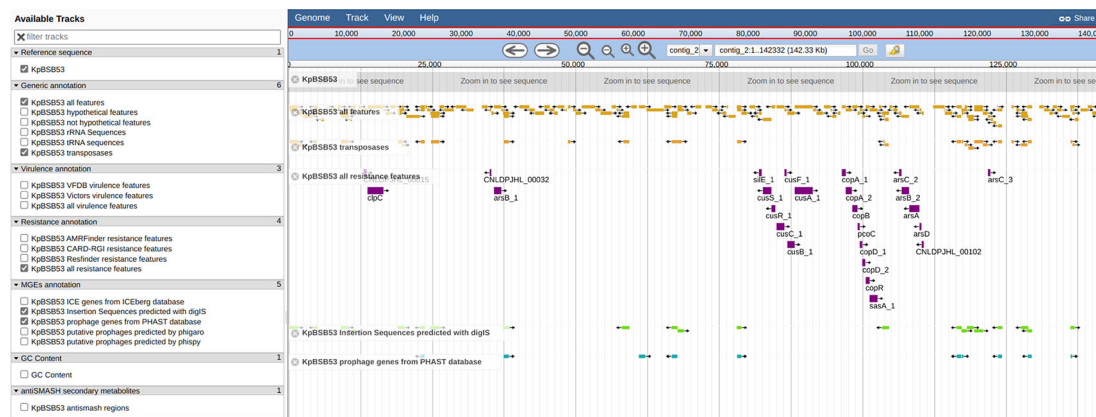 Available Tracks
filter tracks
Reference sequence 1
KpBSB53
Generic annotation 6
KpBSB53 all features
KpBSB53 hypothetical features
KpBSB53 not hypothetical features
KpBSB53 rRNA Sequences
KpBSB53 tRNA sequences
KpBSB53 transposases
Virulence annotation 3
KpBSB53 VFDB virulence features
KpBSB53 Victors virulence features
KpBSB53 all virulence features
Resistance annotation 4
KpBSB53 AMRFinder resistance features
KpBSB53 CARD-RGI resistance features
KpBSB53 Resfinder resistance features
KpBSB53 all resistance features
MGEs annotation 5
KpBSB53 ICE genes from ICEberg database
KpBSB53 Insertion Sequences predicted with digIS
KpBSB53 prophage genes from PHAST database
KpBSB53 putative prophages predicted by phigaro
KpBSB53 putative prophages predicted by phispy
GC Content 1
GC Content
antiSMASH secondary metabolites 1
KpBSB53 antismash regions
Genome Track View Help Share
0 10,000 20,000 30,000 40,000 50,000 60,000 70,000 80,000 90,000 100,000 110,000 120,000 130,000
contig_2 contig_2:1..142332 (142.33 Kb) Go
0 25,000 50,000 75,000 100,000 125,000
KpBSB53 to see sequence Zoom in to see sequence Zoom in to see sequence Zoom in to see sequence Zoom in to see sequence
KpBSB53 all features
KpBSB53 transposases
KpBSB53 all resistance features
CNLDPJHL_00032 silE_1 cusF_1 copA_1 arsC_2 arsC_3
clpC arsB_1 cusS_1 cusA_1 copA_2 arsB_2
cusR_1 copB arsA
cusC_1 pcoC arsD
cusB_1 copD_1 CNLDPJHL_00102
copD_2
copR
sasA_1
KpBSB53 Insertion Sequences predicted with digIS
KpBSB53 prophage genes from PHAST database